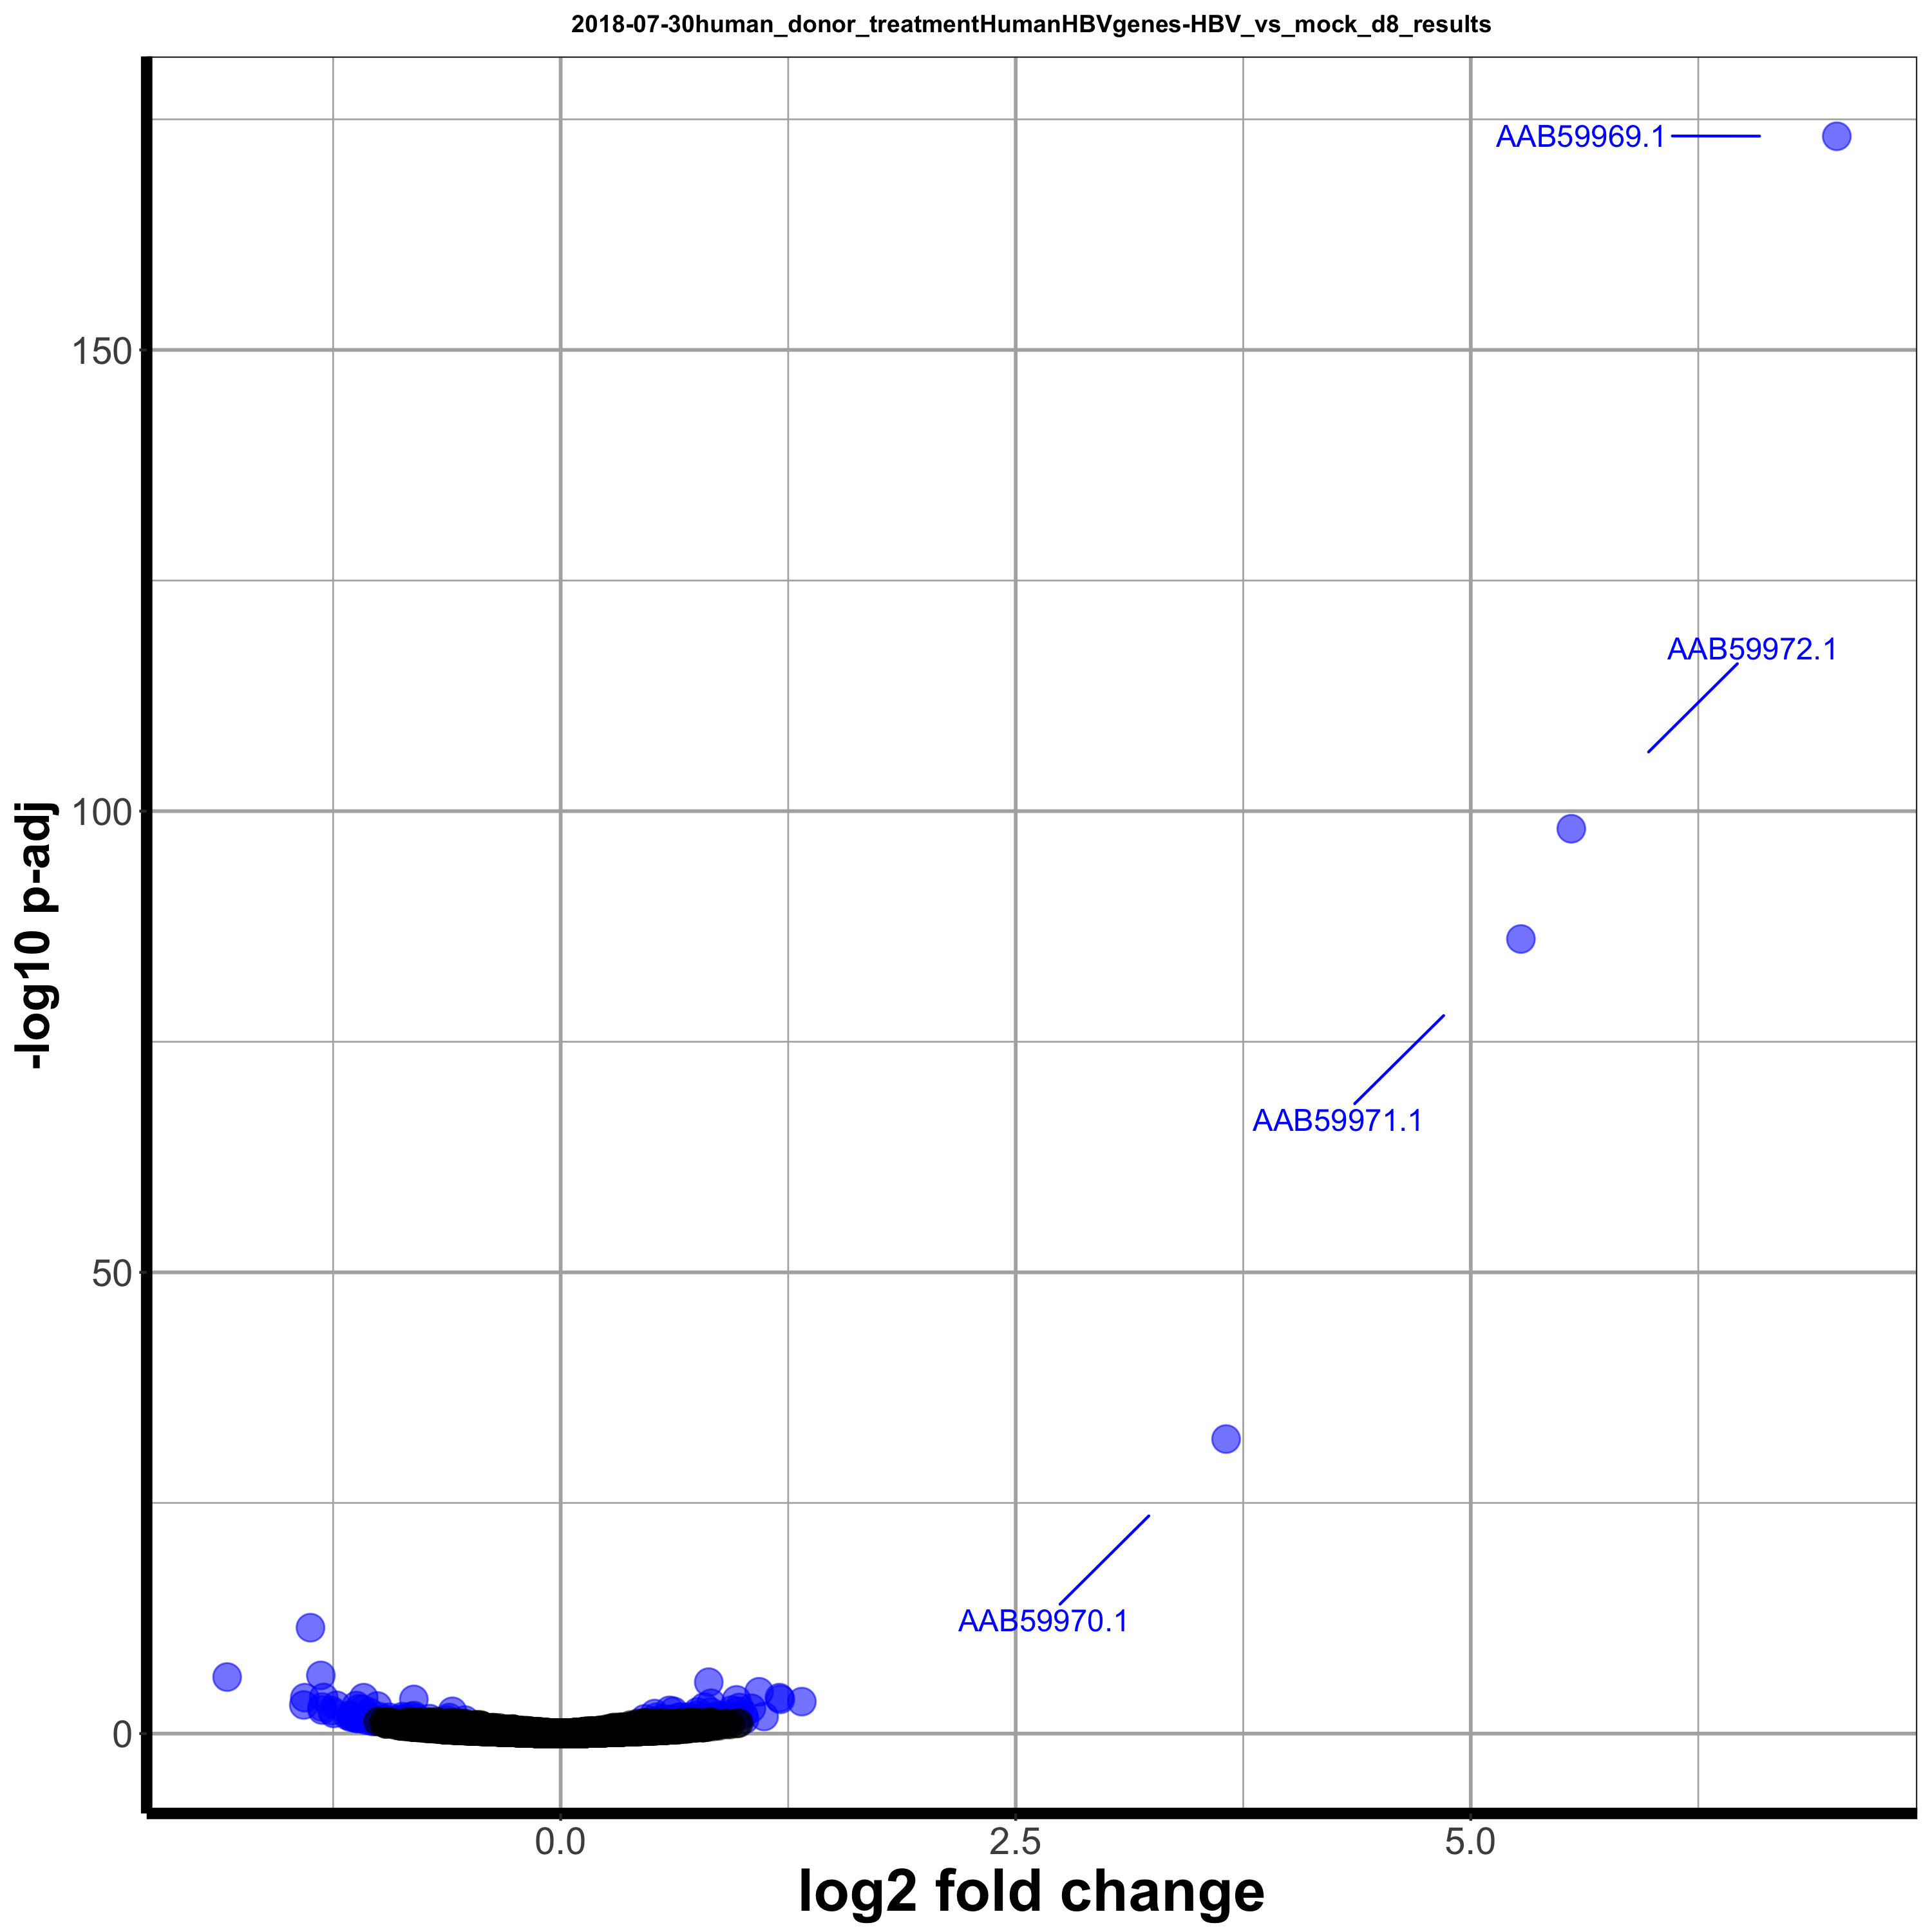 2018-07-30human_donor_treatmentHumanHBVgenes-HBV_vs_mock_d8_results
AAB59969.1
150
AAB59972.1
100
-log10 p-adj
AAB59971.1
50
AAB59970.1
0
0.0 2.5 5.0
log2 fold change